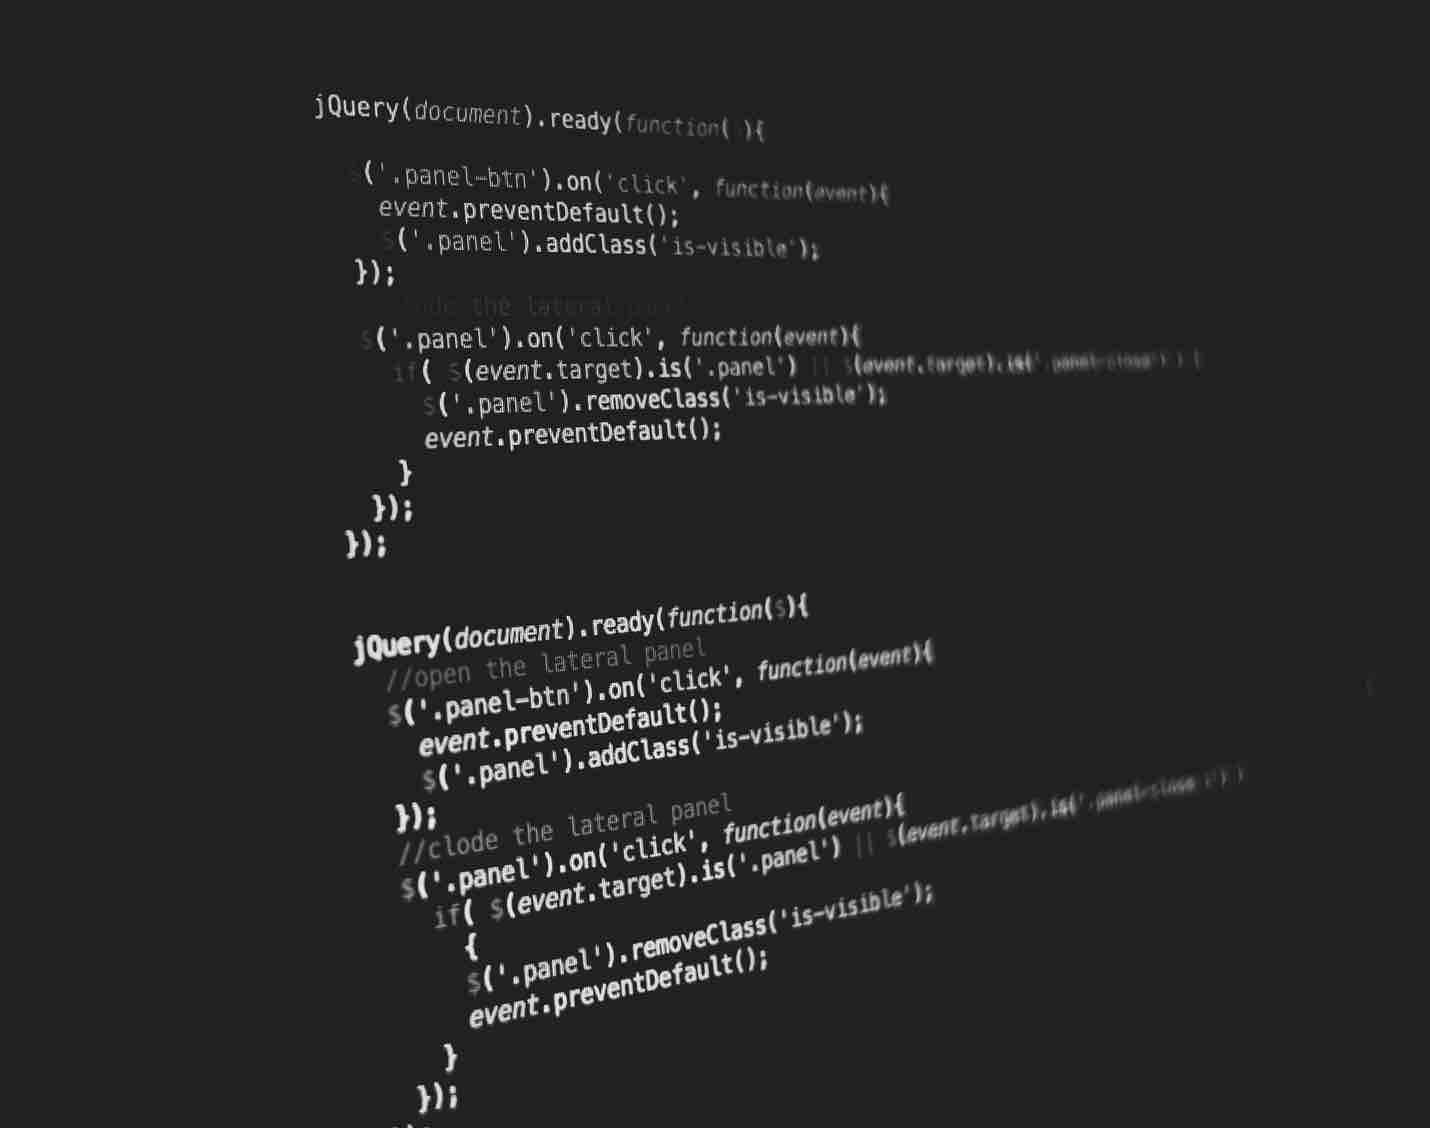 jQuery(document).ready(function( ){
$('.panel-btn').on('click', function(event){
event.preventDefault();
$('.panel').addClass('is-visible');
});
the lateral
$('.panel').on('click', function(event){
if( $(event.target).is('.panel') || $(event.target).is('.panel-close') ) {
$('.panel').removeClass('is-visible');
event.preventDefault();
}
});
});
jQuery(document).ready(function($){
//open the lateral panel
$('.panel-btn').on('click', function(event){
event.preventDefault();
$('.panel').addClass('is-visible');
});
//clode the lateral panel
$('.panel').on('click', function(event){
if( $(event.target).is('.panel') || $(event.target).is('.panel-close
{
$('.panel').removeClass('is-visible');
event.preventDefault();
}
});